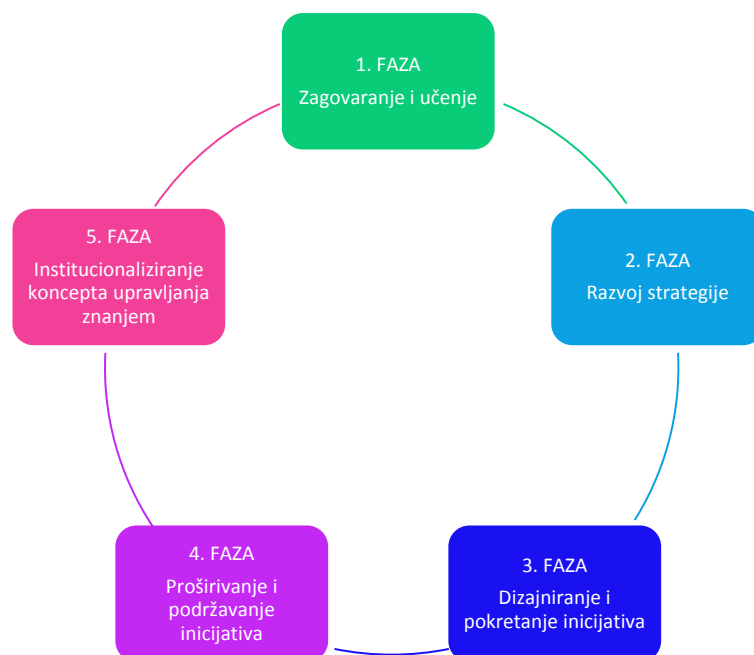 1. FAZA
Zagovaranje i učenje
2. FAZA
Razvoj strategije
3. FAZA
Dizajniranje i
pokretanje inicijativa
4. FAZA
Proširivanje i
podržavanje
inicijativa
5. FAZA
Institucionaliziranje
koncepta upravljanja
znanjem